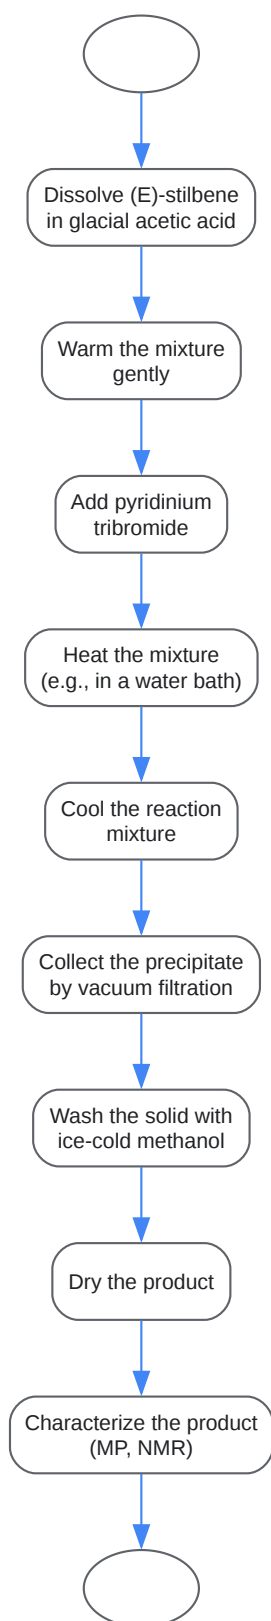 Dissolve (E)-stilbene
in glacial acetic acid
Warm the mixture
gently
Add pyridinium
tribromide
Heat the mixture
(e.g., in a water bath)
Cool the reaction
mixture
Collect the precipitate
by vacuum filtration
Wash the solid with
ice-cold methanol
Dry the product
Characterize the product
(MP, NMR)